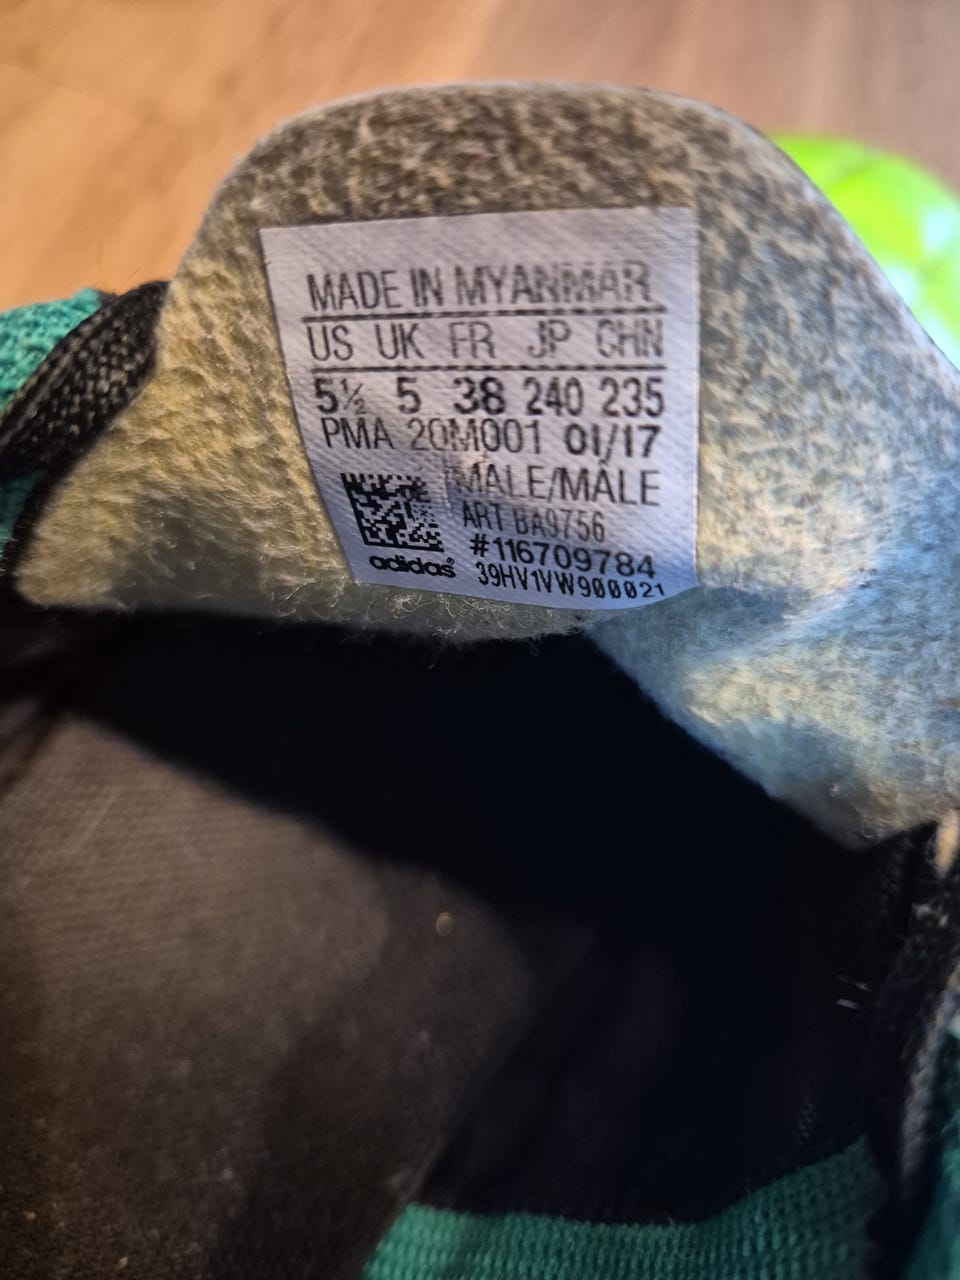 MADE IN MYANMAR
US UK FR JP CHN
5½ 5 38 240 235
PMA 20M001 01/17
MALE/MÂLE
ART BA9756
#116709784
adidas 39HV1VW900021